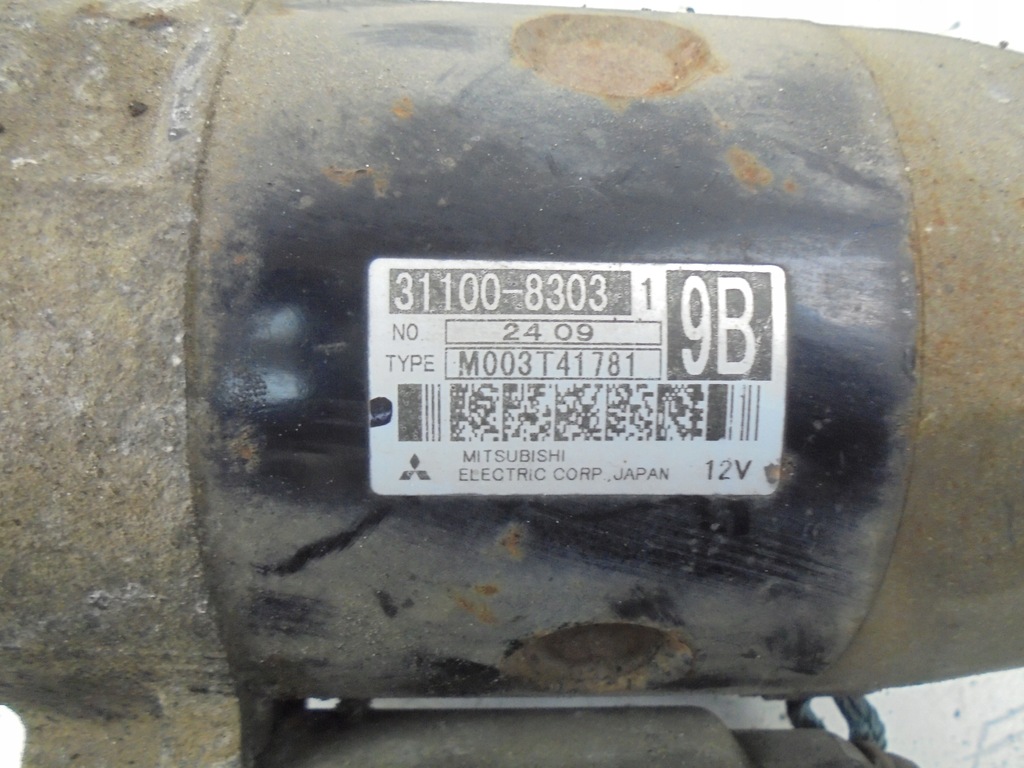 31100-8303 1
9B
NO. 24 09
TYPE M003T41781
MITSUBISHI
ELECTRIC CORP., JAPAN 12V